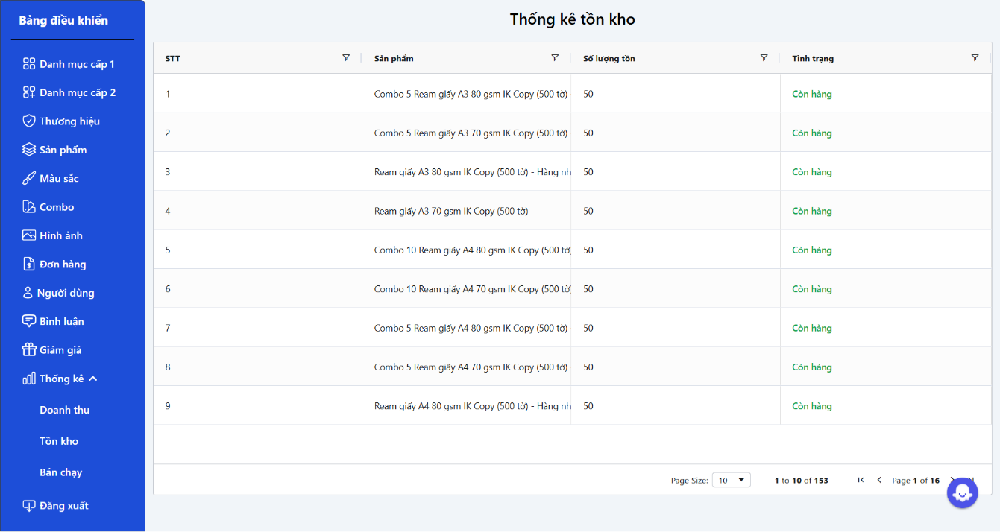 Bảng điều khiển
Danh mục cấp 1
Danh mục cấp 2
Thương hiệu
Sản phẩm
Màu sắc
Combo
Hình ảnh
Đơn hàng
Người dùng
Bình luận
Giảm giá
Thống kê
Doanh thu
Tồn kho
Bán chạy
Đăng xuất
Thống kê tồn kho
STT Sản phẩm Số lượng tồn Tình trạng
1 Combo 5 Ream giấy A3 80 gsm IK Copy (500 tờ) 50 Còn hàng
2 Combo 5 Ream giấy A3 70 gsm IK Copy (500 tờ) 50 Còn hàng
3 Ream giấy A3 80 gsm IK Copy (500 tờ) - Hàng nh 50 Còn hàng
4 Ream giấy A3 70 gsm IK Copy (500 tờ) 50 Còn hàng
5 Combo 10 Ream giấy A4 80 gsm IK Copy (500 tờ) 50 Còn hàng
6 Combo 10 Ream giấy A4 70 gsm IK Copy (500 tờ) 50 Còn hàng
7 Combo 5 Ream giấy A4 80 gsm IK Copy (500 tờ) 50 Còn hàng
8 Combo 5 Ream giấy A4 70 gsm IK Copy (500 tờ) 50 Còn hàng
9 Ream giấy A4 80 gsm IK Copy (500 tờ) - Hàng nh 50 Còn hàng
Page Size: 10 1 to 10 of 153 Page 1 of 16